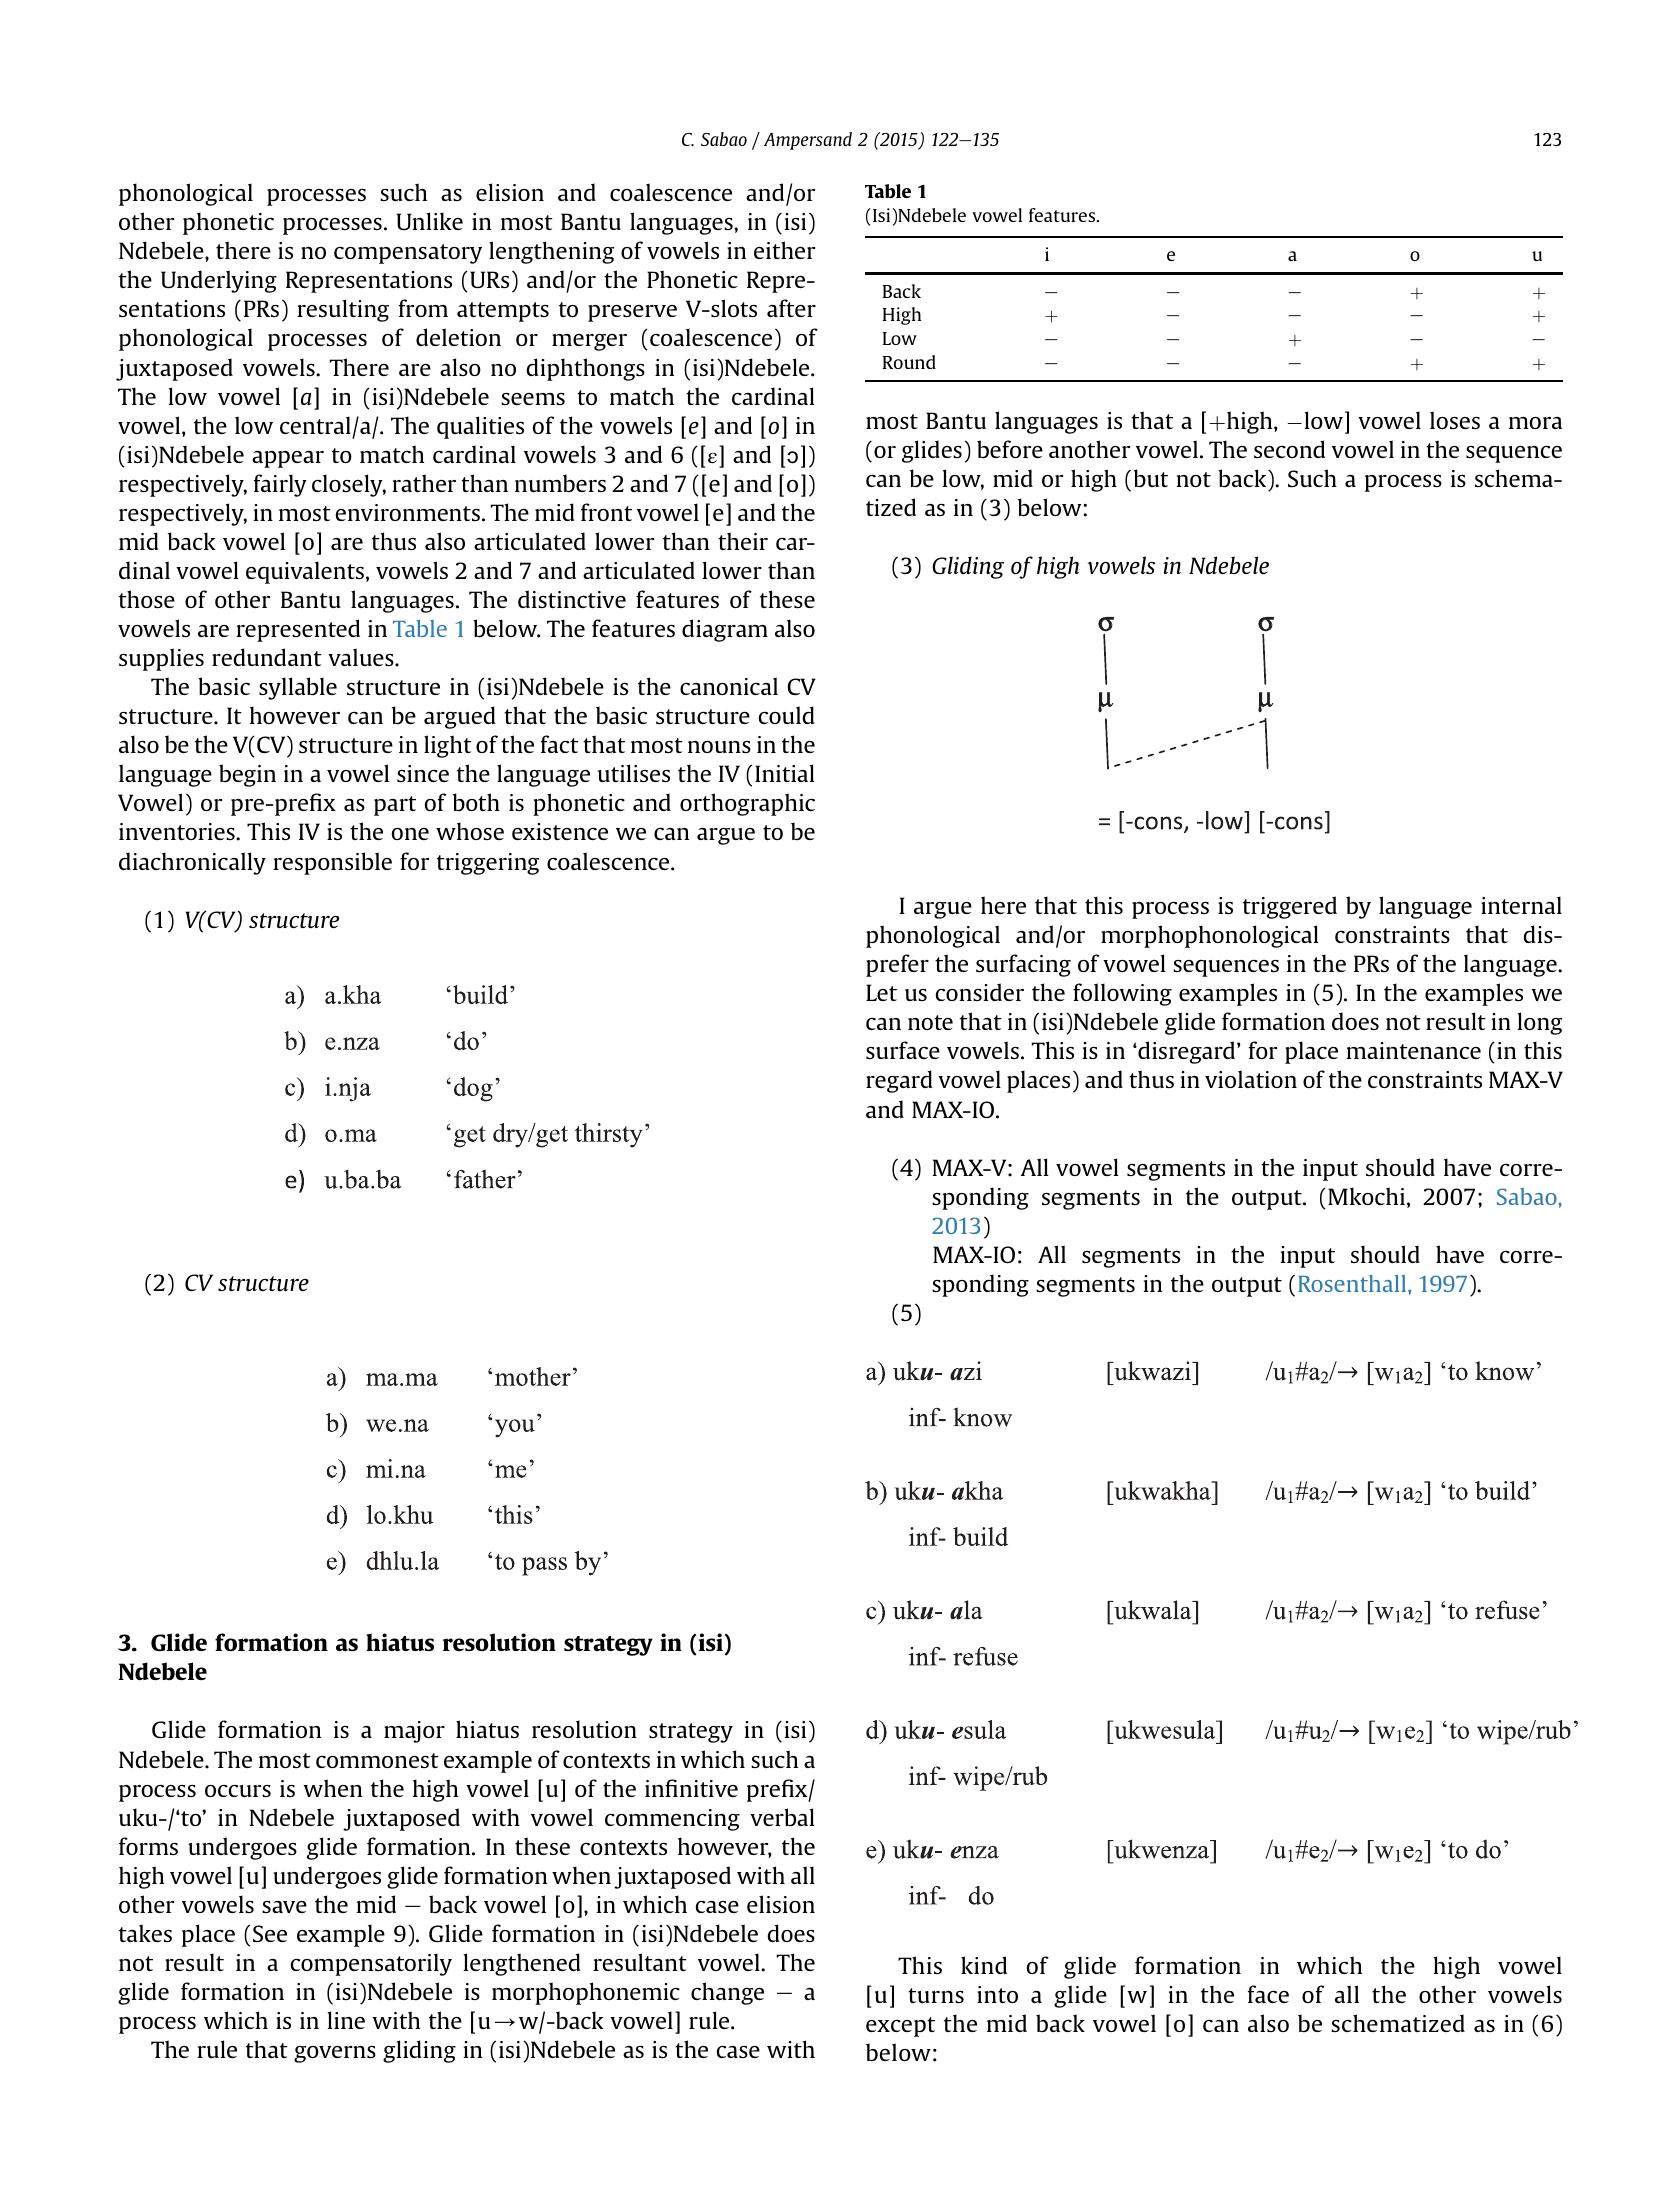 C. Sabao / Ampersand 2 (2015) 122–135
123
phonological processes such as elision and coalescence and/or
other phonetic processes. Unlike in most Bantu languages, in (isi)
Ndebele, there is no compensatory lengthening of vowels in either
the Underlying Representations (URs) and/or the Phonetic Repre-
sentations (PRs) resulting from attempts to preserve V-slots after
phonological processes of deletion or merger (coalescence) of
juxtaposed vowels. There are also no diphthongs in (isi)Ndebele.
The low vowel [a] in (isi)Ndebele seems to match the cardinal
vowel, the low central/a/. The qualities of the vowels [e] and [o] in
(isi)Ndebele appear to match cardinal vowels 3 and 6 ([ɛ] and [ɔ])
respectively, fairly closely, rather than numbers 2 and 7 ([e] and [o])
respectively, in most environments. The mid front vowel [e] and the
mid back vowel [o] are thus also articulated lower than their car-
dinal vowel equivalents, vowels 2 and 7 and articulated lower than
those of other Bantu languages. The distinctive features of these
vowels are represented in Table 1 below. The features diagram also
supplies redundant values.
The basic syllable structure in (isi)Ndebele is the canonical CV
structure. It however can be argued that the basic structure could
also be the V(CV) structure in light of the fact that most nouns in the
language begin in a vowel since the language utilises the IV (Initial
Vowel) or pre-prefix as part of both is phonetic and orthographic
inventories. This IV is the one whose existence we can argue to be
diachronically responsible for triggering coalescence.
(1) V(CV) structure
a) a.kha ‘build’
b) e.nza ‘do’
c) i.nja ‘dog’
d) o.ma ‘get dry/get thirsty’
e) u.ba.ba ‘father’
(2) CV structure
a) ma.ma ‘mother’
b) we.na ‘you’
c) mi.na ‘me’
d) lo.khu ‘this’
e) dhlu.la ‘to pass by’
3. Glide formation as hiatus resolution strategy in (isi)
Ndebele
Glide formation is a major hiatus resolution strategy in (isi)
Ndebele. The most commonest example of contexts in which such a
process occurs is when the high vowel [u] of the infinitive prefix/
uku-/‘to’ in Ndebele juxtaposed with vowel commencing verbal
forms undergoes glide formation. In these contexts however, the
high vowel [u] undergoes glide formation when juxtaposed with all
other vowels save the mid – back vowel [o], in which case elision
takes place (See example 9). Glide formation in (isi)Ndebele does
not result in a compensatorily lengthened resultant vowel. The
glide formation in (isi)Ndebele is morphophonemic change – a
process which is in line with the [u→w/-back vowel] rule.
The rule that governs gliding in (isi)Ndebele as is the case with
Table 1
(Isi)Ndebele vowel features.
i e a o u
Back − − − + +
High + − − − +
Low − − + − −
Round − − − + +
most Bantu languages is that a [+high, −low] vowel loses a mora
(or glides) before another vowel. The second vowel in the sequence
can be low, mid or high (but not back). Such a process is schema-
tized as in (3) below:
(3) Gliding of high vowels in Ndebele
σ σ
μ μ
= [-cons, -low] [-cons]
I argue here that this process is triggered by language internal
phonological and/or morphophonological constraints that dis-
prefer the surfacing of vowel sequences in the PRs of the language.
Let us consider the following examples in (5). In the examples we
can note that in (isi)Ndebele glide formation does not result in long
surface vowels. This is in ‘disregard’ for place maintenance (in this
regard vowel places) and thus in violation of the constraints MAX-V
and MAX-IO.
(4) MAX-V: All vowel segments in the input should have corre-
sponding segments in the output. (Mkochi, 2007; Sabao,
2013)
MAX-IO: All segments in the input should have corre-
sponding segments in the output (Rosenthall, 1997).
(5)
a) uku- azi [ukwazi] /u₁#a₂/→ [w₁a₂] ‘to know’
inf- know
b) uku- akha [ukwakha] /u₁#a₂/→ [w₁a₂] ‘to build’
inf- build
c) uku- ala [ukwala] /u₁#a₂/→ [w₁a₂] ‘to refuse’
inf- refuse
d) uku- esula [ukwesula] /u₁#u₂/→ [w₁e₂] ‘to wipe/rub’
inf- wipe/rub
e) uku- enza [ukwenza] /u₁#e₂/→ [w₁e₂] ‘to do’
inf- do
This kind of glide formation in which the high vowel
[u] turns into a glide [w] in the face of all the other vowels
except the mid back vowel [o] can also be schematized as in (6)
below: